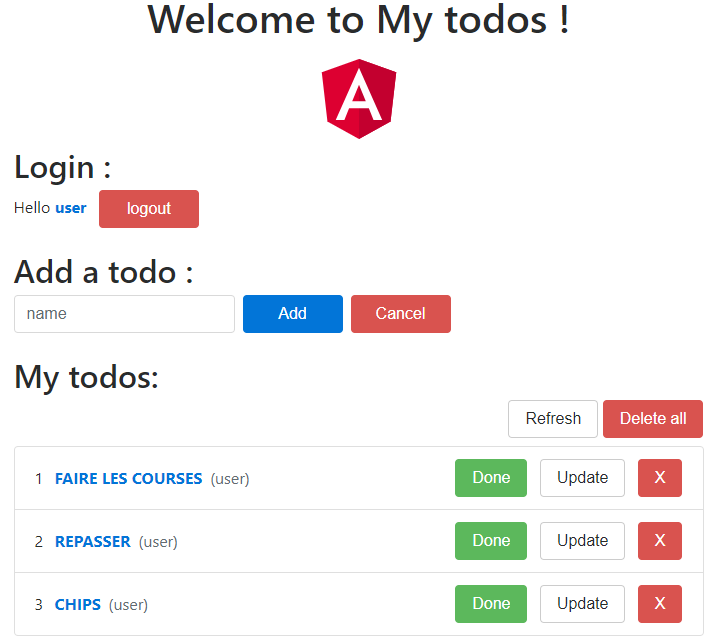 Welcome to My todos !
A
Login :
Hello user logout
Add a todo :
name Add Cancel
My todos:
Refresh Delete all
1 FAIRE LES COURSES (user) Done Update X
2 REPASSER (user) Done Update X
3 CHIPS (user) Done Update X